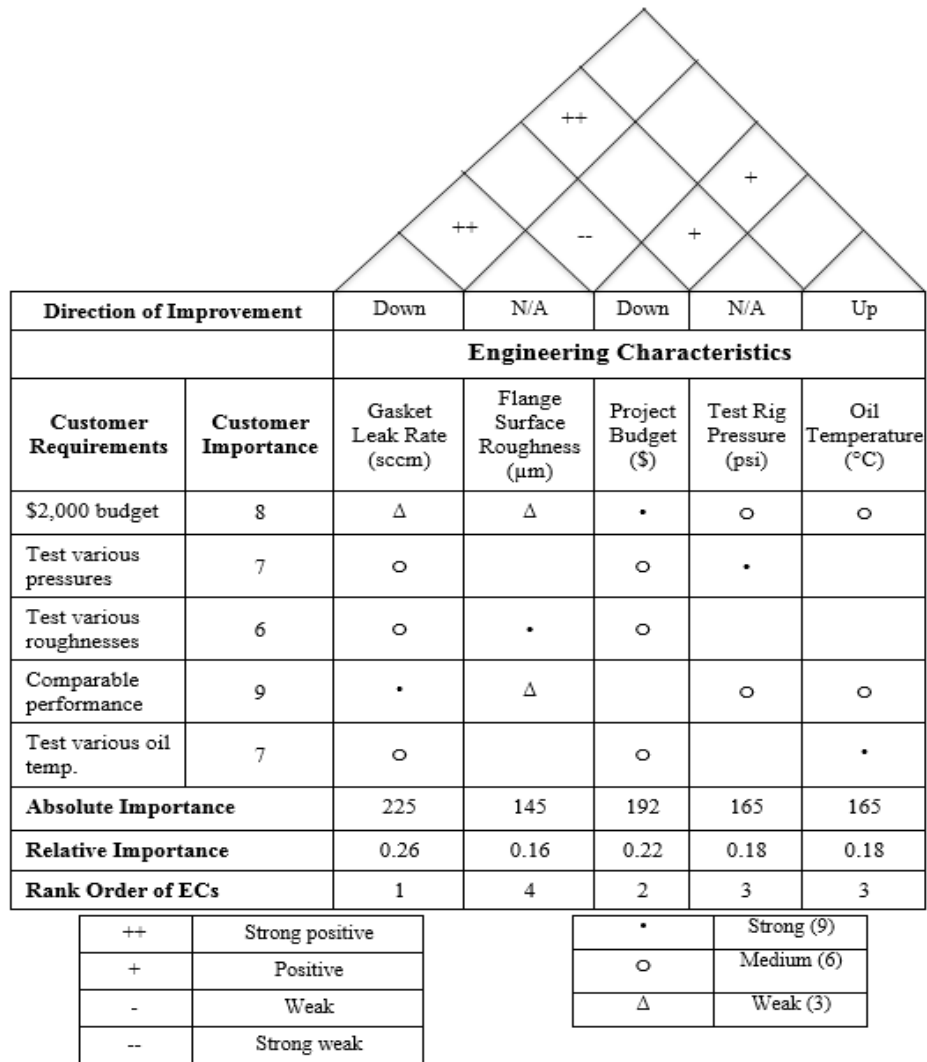 ++
+
++ -- +
Direction of Improvement Down N/A Down N/A Up
Engineering Characteristics
Customer Requirements Customer Importance Gasket Leak Rate (sccm) Flange Surface Roughness (μm) Project Budget ($) Test Rig Pressure (psi) Oil Temperature (°C)
$2,000 budget 8 Δ Δ • O O
Test various pressures 7 O O •
Test various roughnesses 6 O • O
Comparable performance 9 • Δ O O
Test various oil temp. 7 O O •
Absolute Importance 225 145 192 165 165
Relative Importance 0.26 0.16 0.22 0.18 0.18
Rank Order of ECs 1 4 2 3 3
++ Strong positive
+ Positive
- Weak
-- Strong weak
• Strong (9)
O Medium (6)
Δ Weak (3)